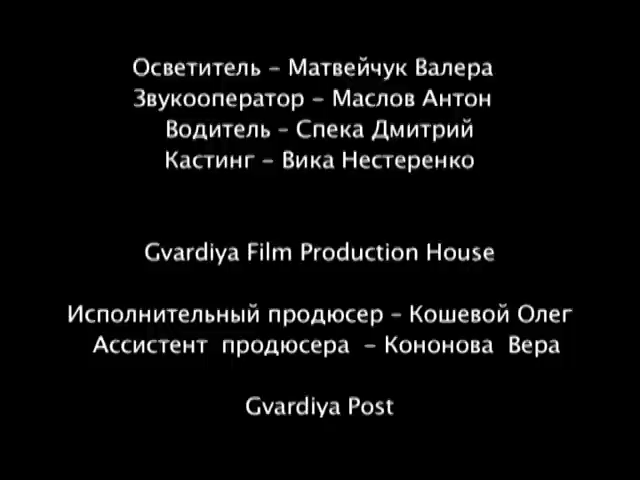 Осветитель – Матвейчук Валера
Звукооператор – Маслов Антон
Водитель – Спека Дмитрий
Кастинг – Вика Нестеренко
Gvardiya Film Production House
Исполнительный продюсер – Кошевой Олег
Ассистент продюсера – Кононова Вера
Gvardiya Post